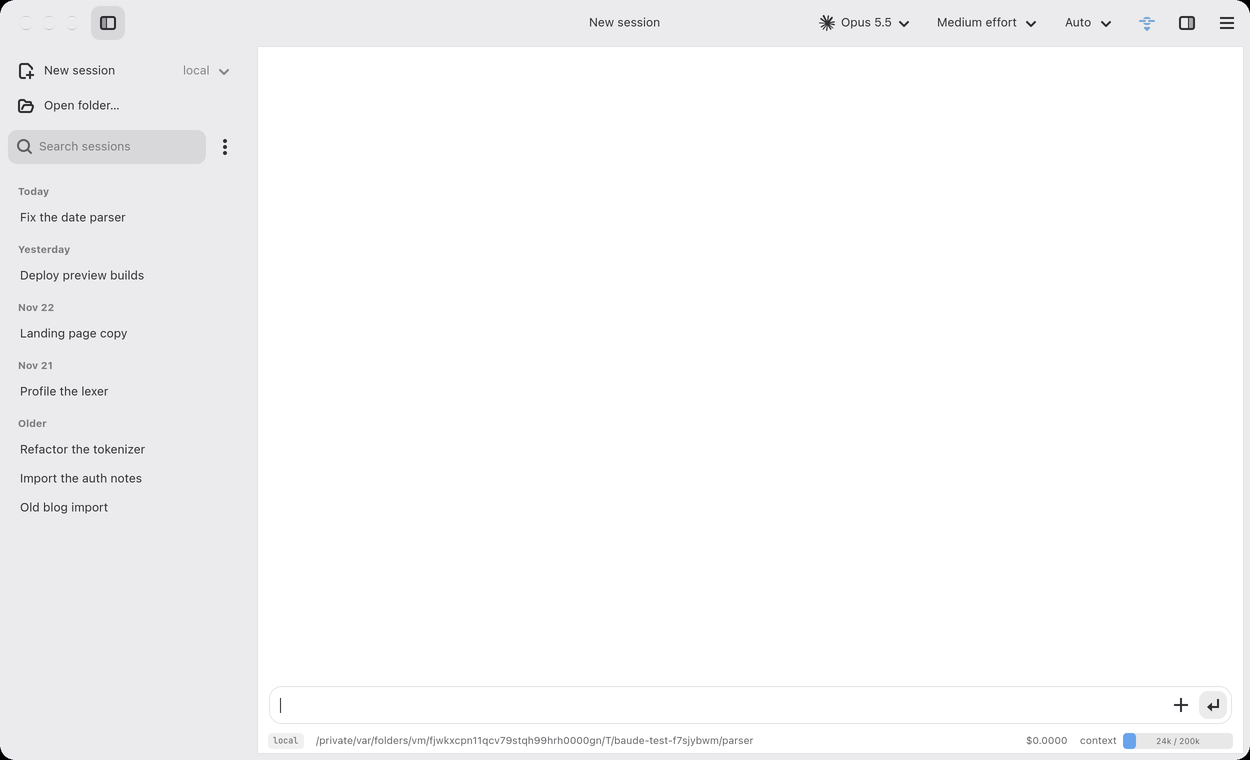 New session
Opus 5.5
Medium effort
Auto
New session
local
Open folder...
Search sessions
Today
Fix the date parser
Yesterday
Deploy preview builds
Nov 22
Landing page copy
Nov 21
Profile the lexer
Older
Refactor the tokenizer
Import the auth notes
Old blog import
local
/private/var/folders/vm/fjwkxcpn11qcv79stqh99hrh0000gn/T/baude-test-f7sjybwm/parser
$0.0000
context
24k / 200k